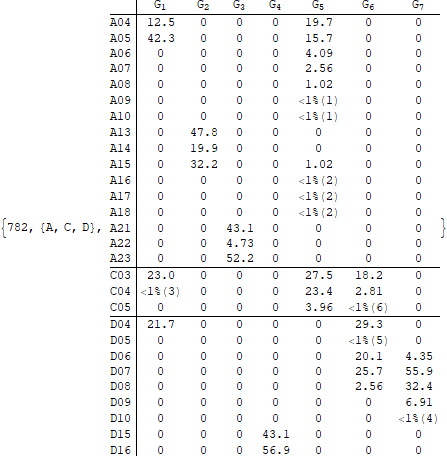 G1 G2 G3 G4 G5 G6 G7
A04 12.5 0 0 0 19.7 0 0
A05 42.3 0 0 0 15.7 0 0
A06 0 0 0 0 4.09 0 0
A07 0 0 0 0 2.56 0 0
A08 0 0 0 0 1.02 0 0
A09 0 0 0 0 <1%(1) 0 0
A10 0 0 0 0 <1%(1) 0 0
A13 0 47.8 0 0 0 0 0
A14 0 19.9 0 0 0 0 0
A15 0 32.2 0 0 1.02 0 0
A16 0 0 0 0 <1%(2) 0 0
A17 0 0 0 0 <1%(2) 0 0
A18 0 0 0 0 <1%(2) 0 0
{782, {A, C, D}, A21 0 0 43.1 0 0 0 0 }
A22 0 0 4.73 0 0 0 0
A23 0 0 52.2 0 0 0 0
C03 23.0 0 0 0 27.5 18.2 0
C04 <1%(3) 0 0 0 23.4 2.81 0
C05 0 0 0 0 3.96 <1%(6) 0
D04 21.7 0 0 0 0 29.3 0
D05 0 0 0 0 0 <1%(5) 0
D06 0 0 0 0 0 20.1 4.35
D07 0 0 0 0 0 25.7 55.9
D08 0 0 0 0 0 2.56 32.4
D09 0 0 0 0 0 0 6.91
D10 0 0 0 0 0 0 <1%(4)
D15 0 0 0 43.1 0 0 0
D16 0 0 0 56.9 0 0 0